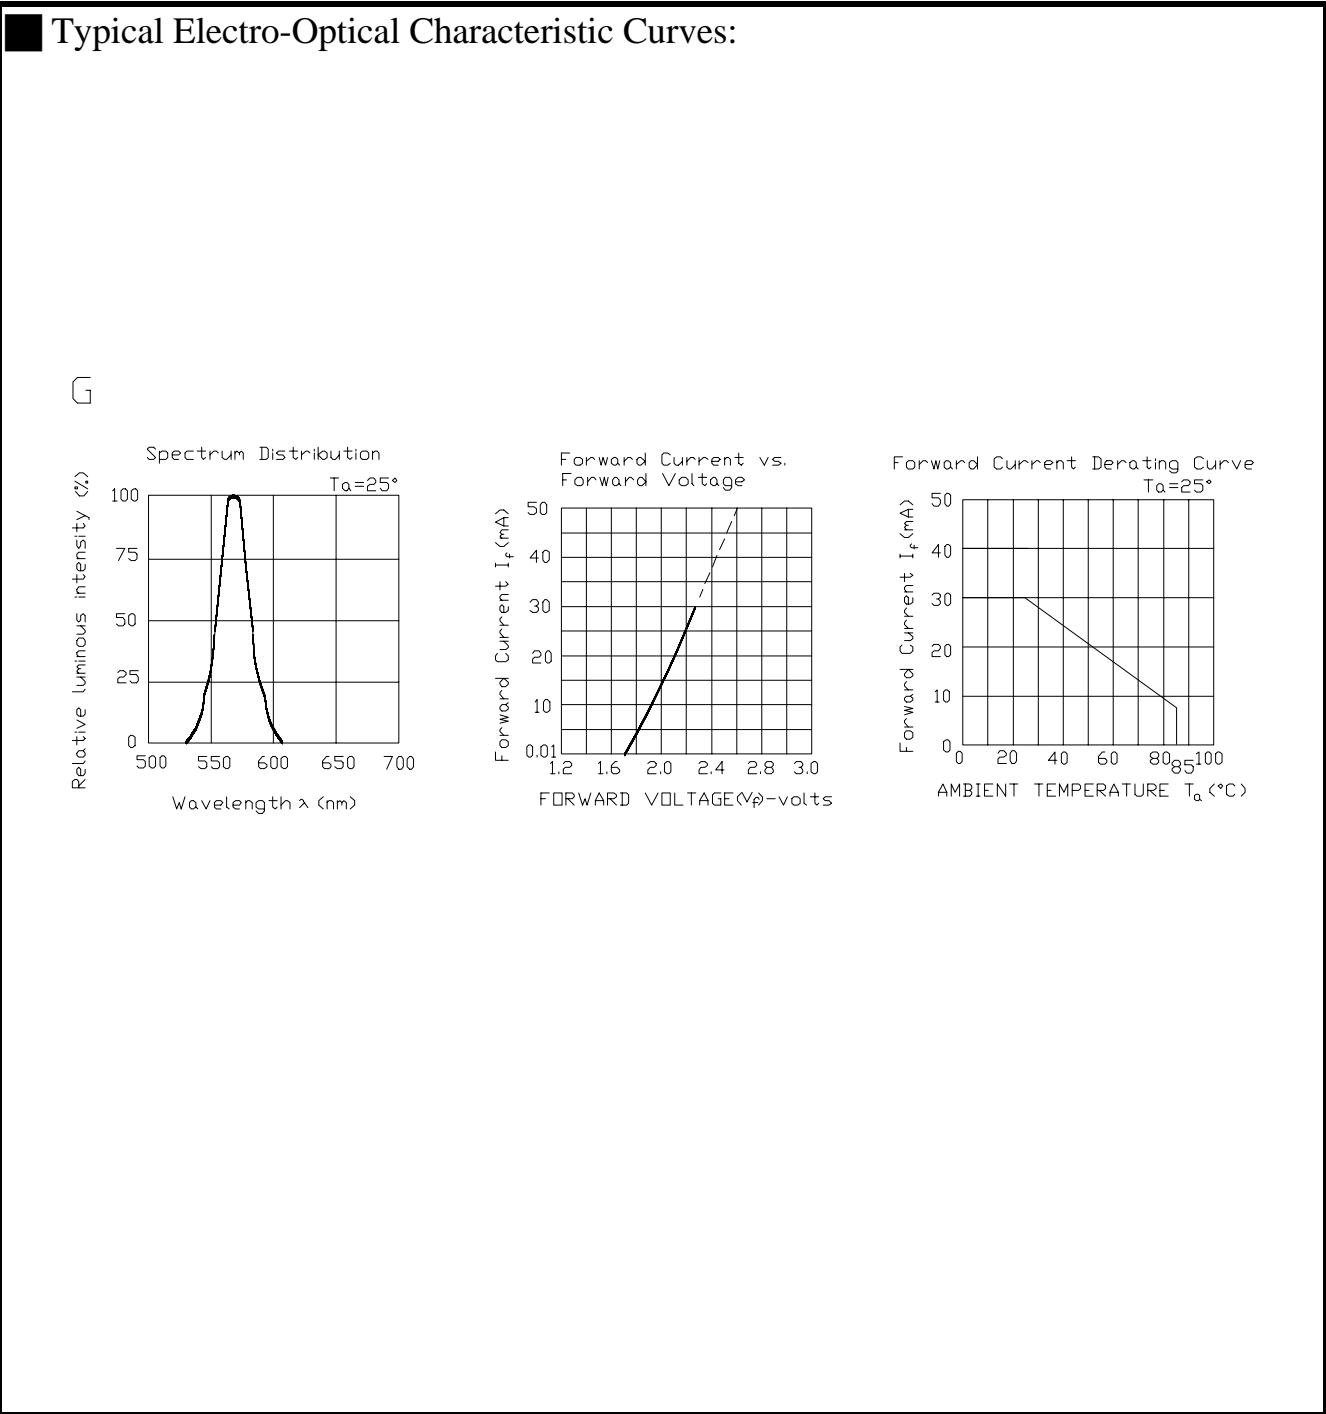 Typical Electro-Optical Characteristic Curves:
G
Spectrum Distribution
Ta=25°
Relative luminous intensity (%)
100
75
50
25
0
500 550 600 650 700
Wavelength λ (nm)
Forward Current vs.
Forward Voltage
Forward Current If(mA)
50
40
30
20
10
0.01
1.2 1.6 2.0 2.4 2.8 3.0
FORWARD VOLTAGE(Vf)-volts
Forward Current Derating Curve
Ta=25°
Forward Current If(mA)
50
40
30
20
10
0
0 20 40 60 80 85 100
AMBIENT TEMPERATURE Ta(°C)